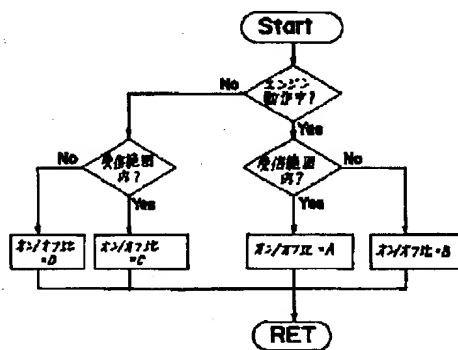 Start
エンジン
動作中?
No
Yes
受信範囲
内?
No
Yes
受信範囲
内?
No
Yes
オン/オフ比
=D
オン/オフ比
=C
オン/オフ比=A
オン/オフ比=B
RET